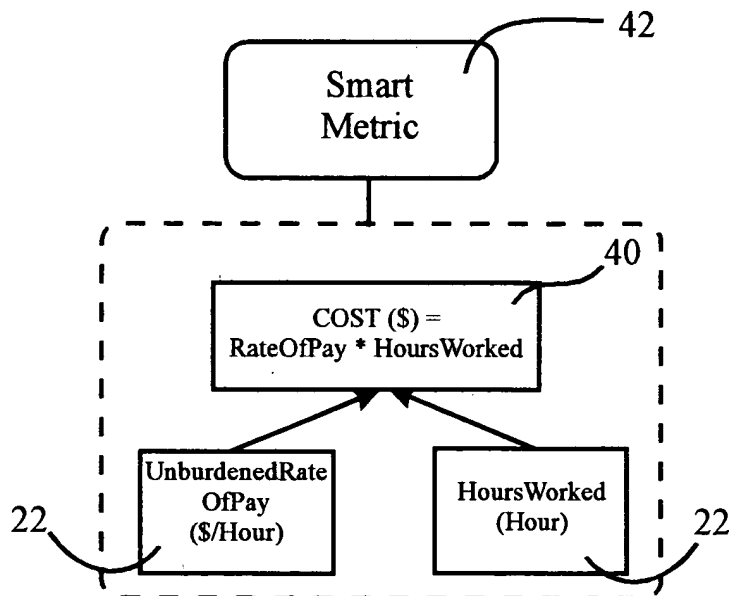 42
Smart
Metric
40
COST ($) =
RateOfPay * HoursWorked
UnburdenedRate
OfPay
($/Hour)
HoursWorked
(Hour)
22
22